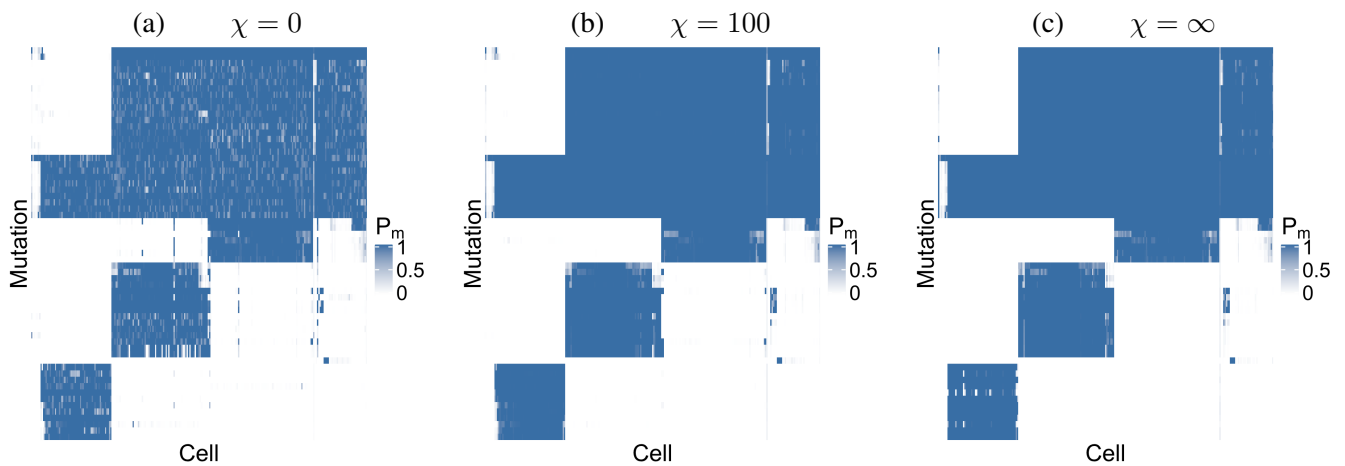 (a) χ = 0
(b) χ = 100
(c) χ = ∞
Mutation
Cell
Pm
1
0.5
0
Mutation
Cell
Pm
1
0.5
0
Mutation
Cell
Pm
1
0.5
0